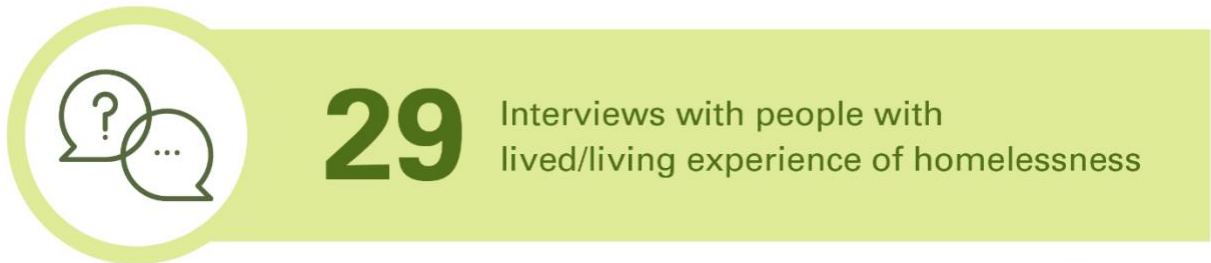 ?
...
29
Interviews with people with
lived/living experience of homelessness